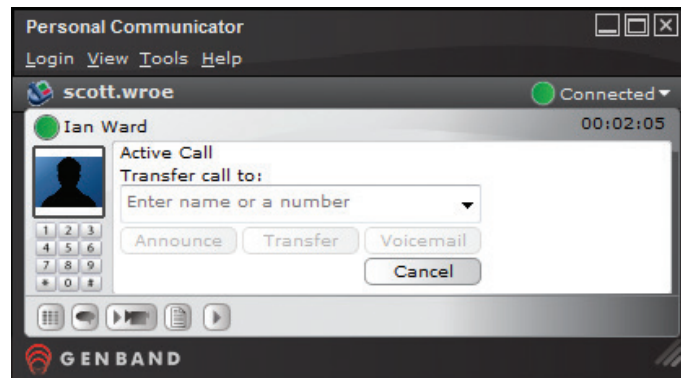 Personal Communicator
Login View Tools Help
scott.wroe Connected
Ian Ward 00:02:05
Active Call
Transfer call to:
Enter name or a number
1 2 3
4 5 6
7 8 9
* 0 #
Announce Transfer Voicemail
Cancel
GENBAND